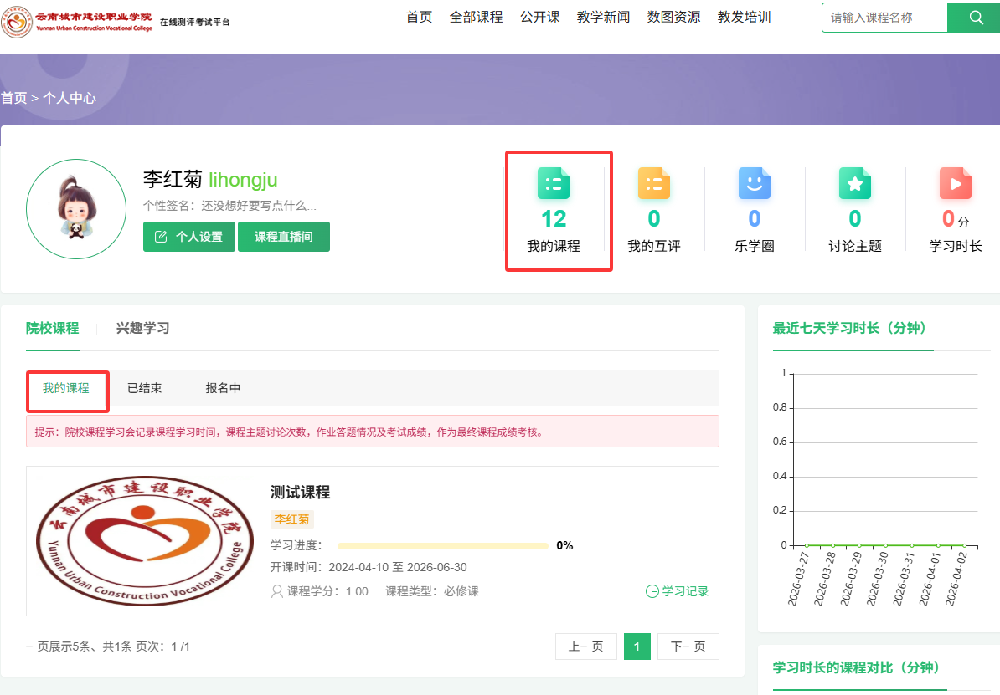 云南城市建设职业学院
Yunnan Urban Construction Vocational College
在线测评考试平台
首页 全部课程 公开课 教学新闻 数图资源 教发培训
请输入课程名称
首页 > 个人中心
李红菊 lihongju
个性签名：还没想好要写点什么...
个人设置 课程直播间
12 0 0 0 0 分
我的课程 我的互评 乐学圈 讨论主题 学习时长
院校课程 兴趣学习
我的课程 已结束 报名中
提示：院校课程学习会记录课程学习时间，课程主题讨论次数，作业答题情况及考试成绩，作为最终课程成绩考核。
云南城市建设职业学院
Yunnan Urban Construction Vocational College
测试课程
李红菊
学习进度： 0%
开课时间：2024-04-10 至 2026-06-30
课程学分：1.00 课程类型：必修课 学习记录
一页展示5条、共1条 页次：1 /1
上一页 1 下一页
最近七天学习时长（分钟）
1
0.8
0.6
0.4
0.2
0
2026-03-27
2026-03-28
2026-03-29
2026-03-30
2026-03-31
2026-04-01
2026-04-02
学习时长的课程对比（分钟）